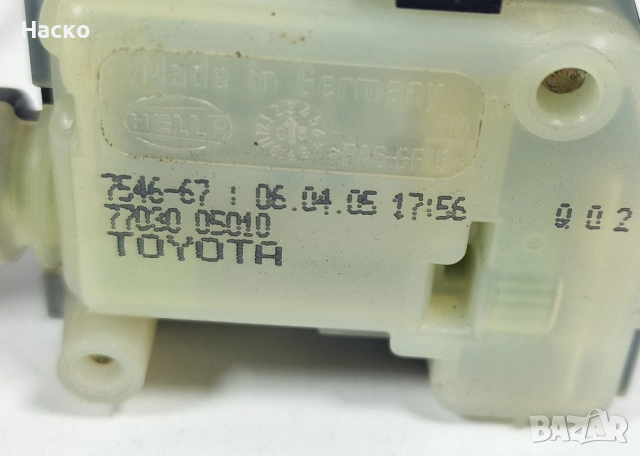 Наско
Made in Germany
HELLA
7546-67 : 06.04.05 17:56
77030 05010
TOYOTA
002
BAZAR